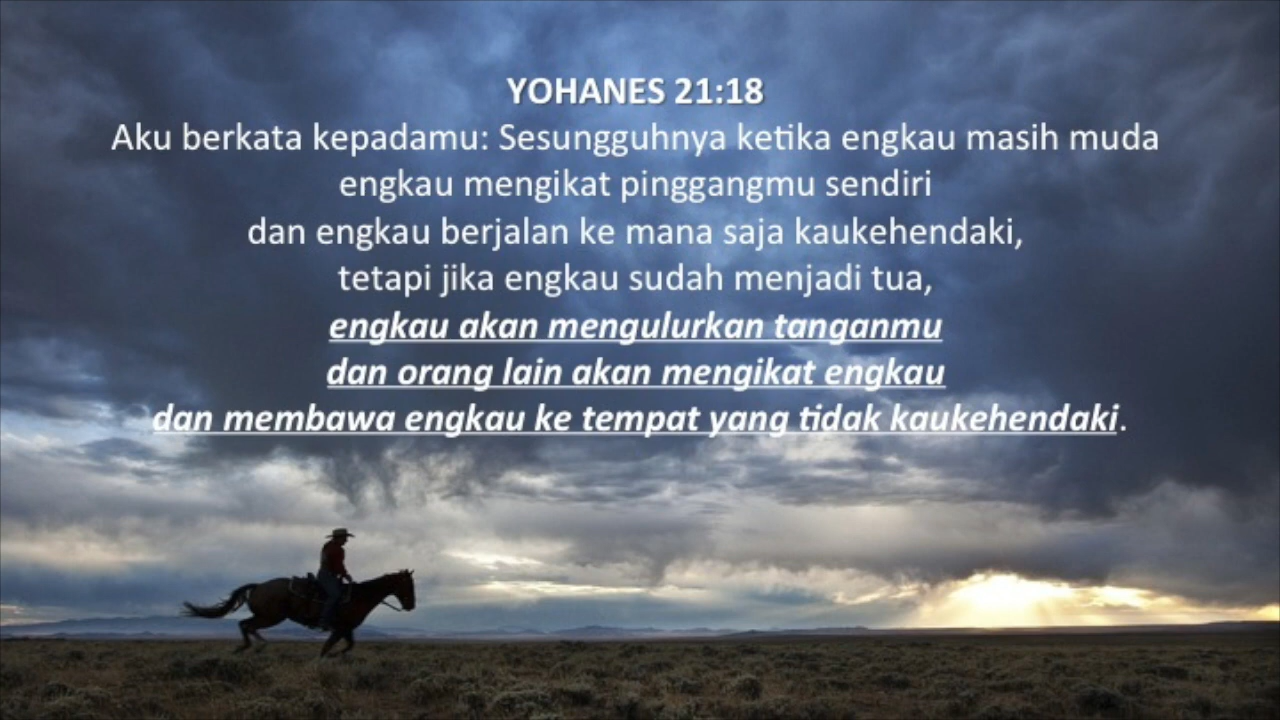 YOHANES 21:18
Aku berkata kepadamu: Sesungguhnya ketika engkau masih muda
engkau mengikat pinggangmu sendiri
dan engkau berjalan ke mana saja kaukehendaki,
tetapi jika engkau sudah menjadi tua,
engkau akan mengulurkan tanganmu
dan orang lain akan mengikat engkau
dan membawa engkau ke tempat yang tidak kaukehendaki.